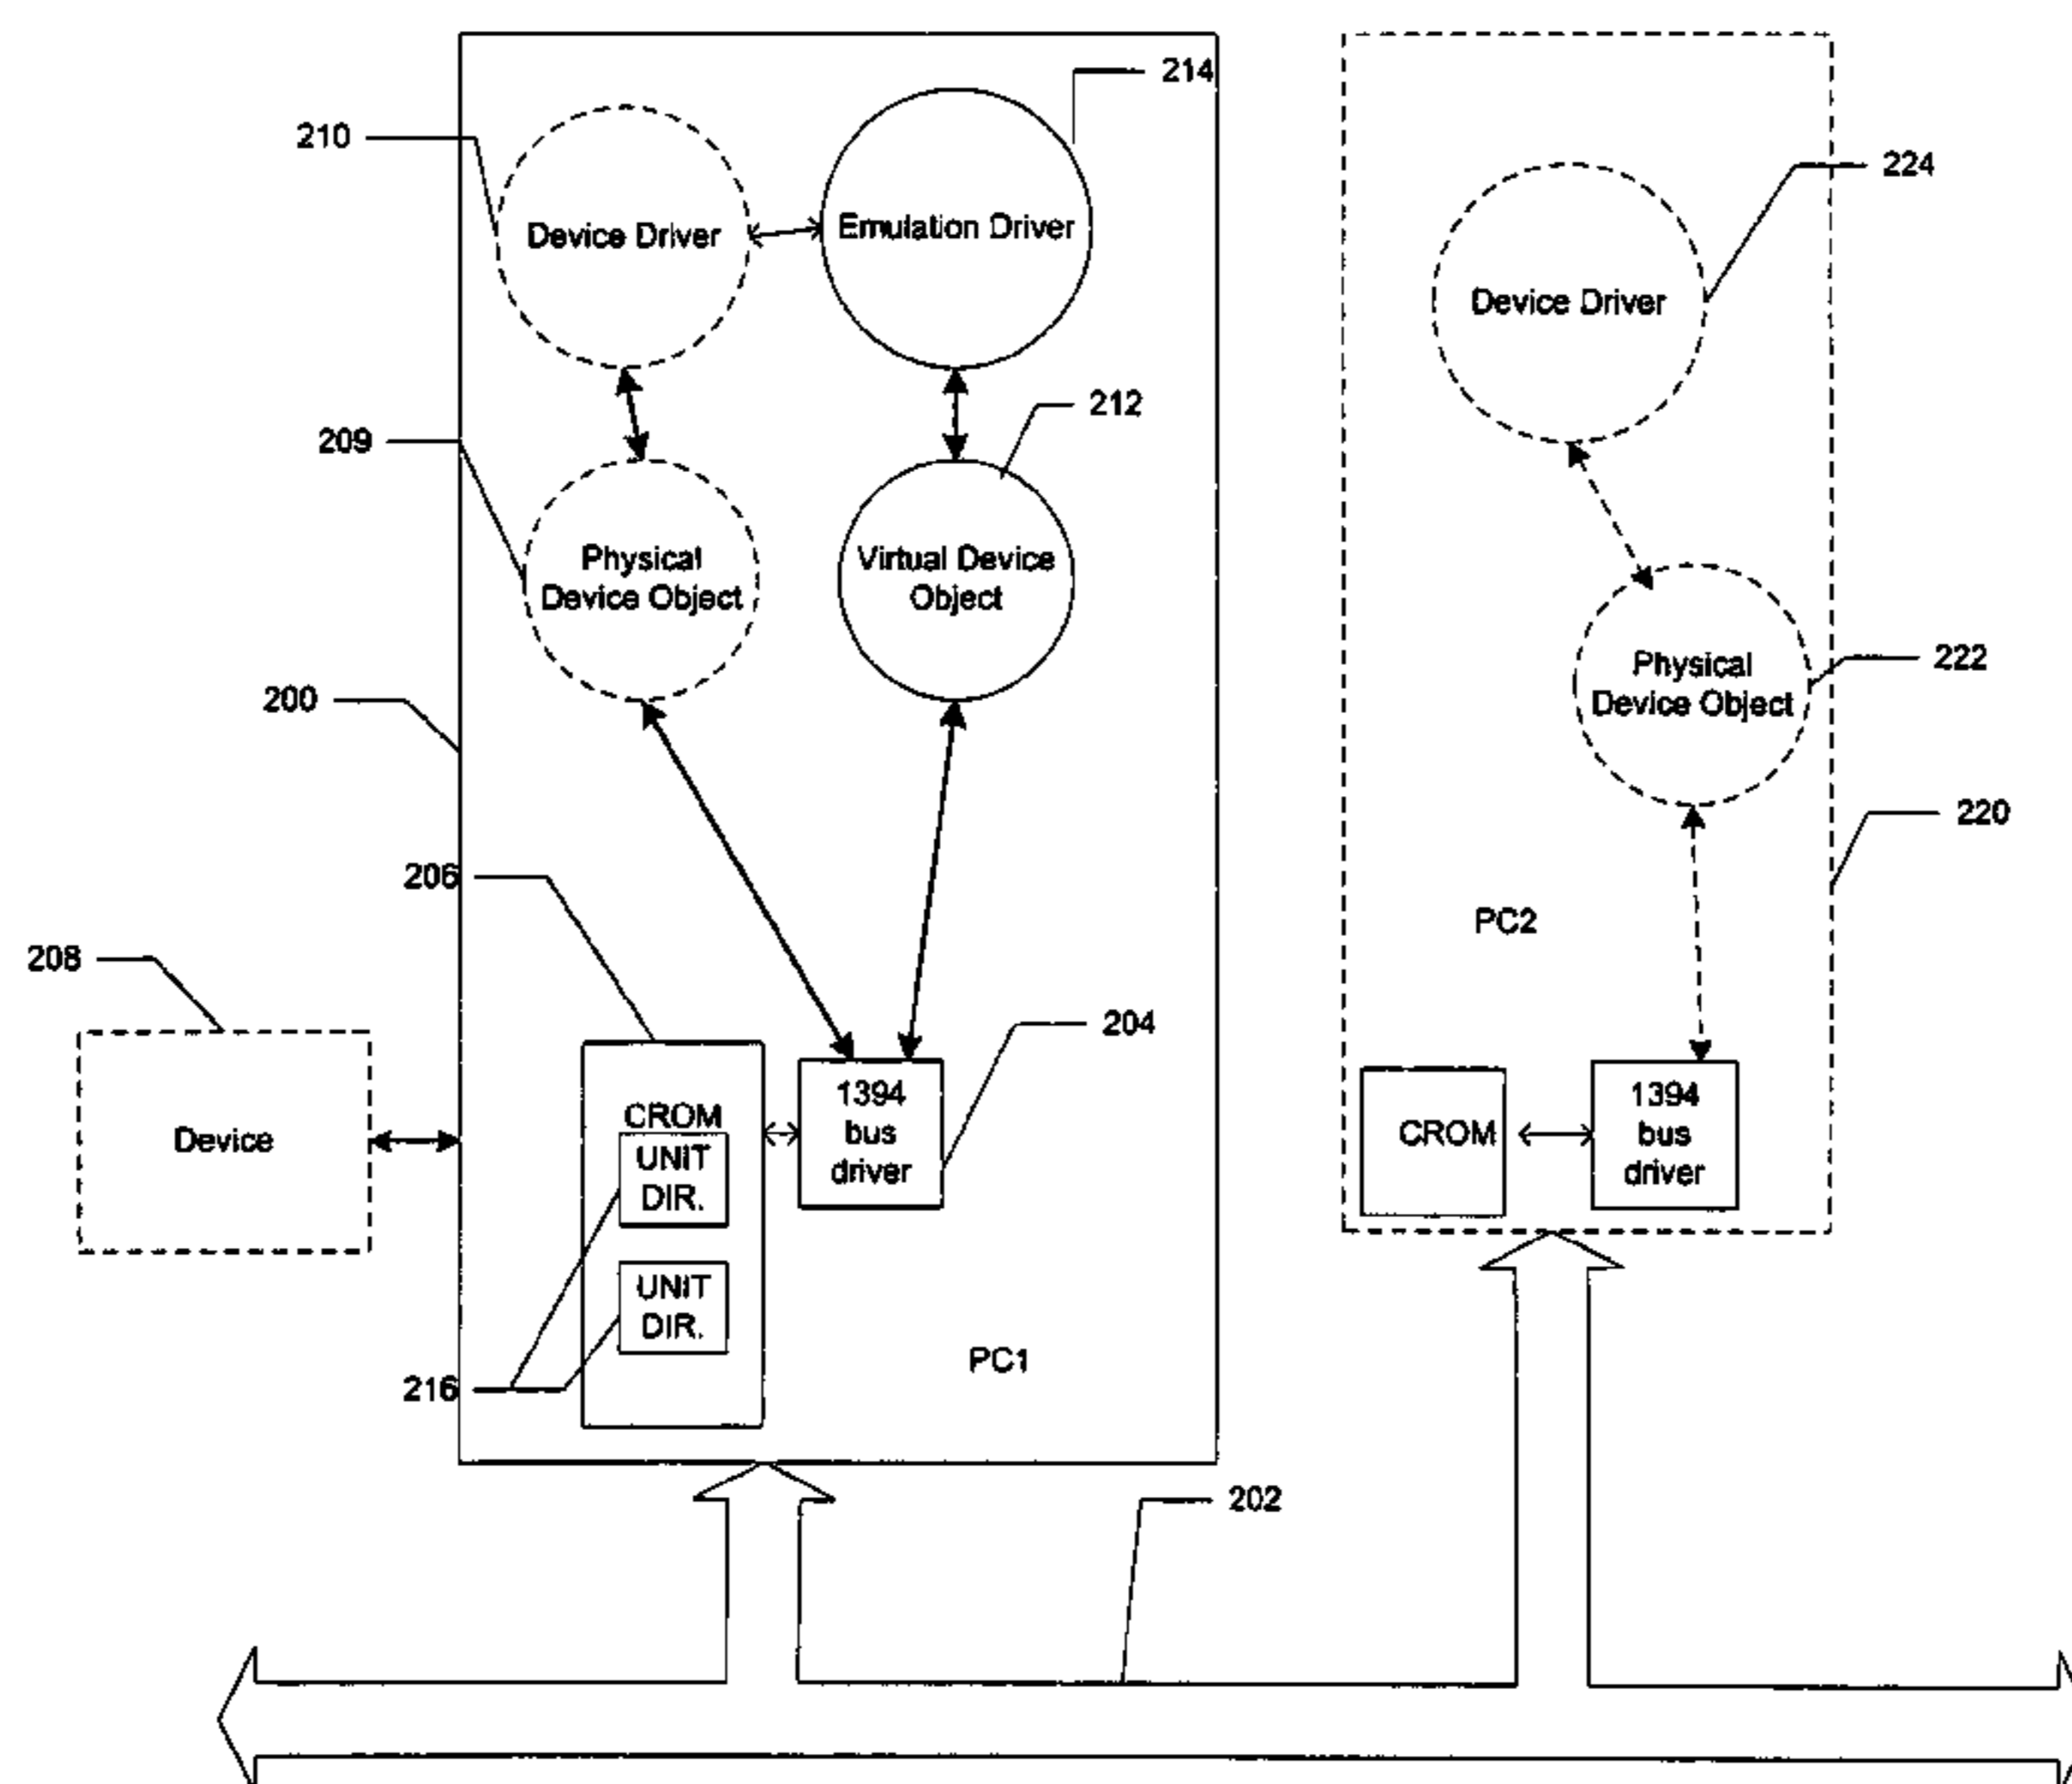 214
210
224
Device Driver
Emulation Driver
Device Driver
212
209
Physical
Device Object
Virtual Device
Object
222
Physical
Device Object
200
220
206
PC2
208
204
CROM
1394
bus
driver
UNIT
DIR.
Device
CROM
1394
bus
driver
UNIT
DIR.
PC1
216
202